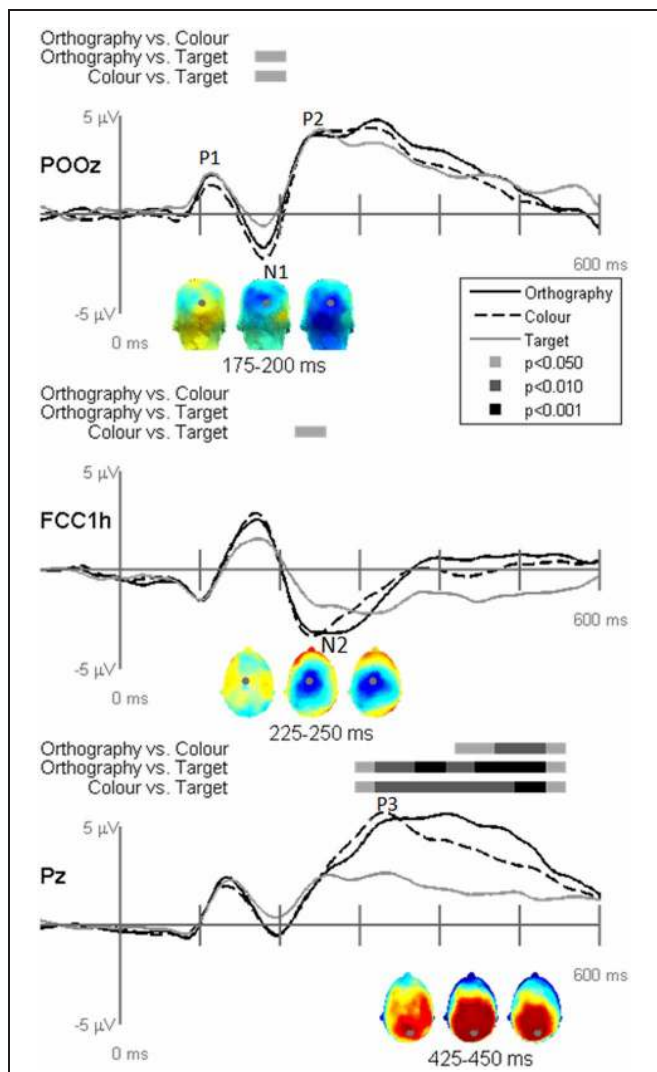 Orthography vs. Colour
Orthography vs. Target
Colour vs. Target
5 µV
P2
P1
POOz
N1
600 ms
-5 µV
0 ms
175-200 ms
Orthography
Colour
Target
p<0.050
p<0.010
p<0.001
Orthography vs. Colour
Orthography vs. Target
Colour vs. Target
5 µV
FCC1h
600 ms
N2
-5 µV
0 ms
225-250 ms
Orthography vs. Colour
Orthography vs. Target
Colour vs. Target
P3
5 µV
Pz
600 ms
-5 µV
0 ms
425-450 ms